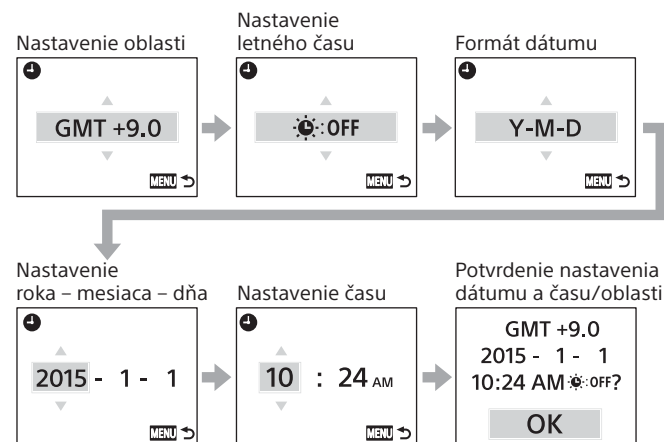 Nastavenie oblasti
GMT +9.0
MENU
Nastavenie
letného času
:OFF
MENU
Formát dátumu
Y-M-D
MENU
Nastavenie
roka – mesiaca – dňa
2015 - 1 - 1
MENU
Nastavenie času
10 : 24 AM
MENU
Potvrdenie nastavenia
dátumu a času/oblasti
GMT +9.0
2015 - 1 - 1
10:24 AM :OFF?
OK